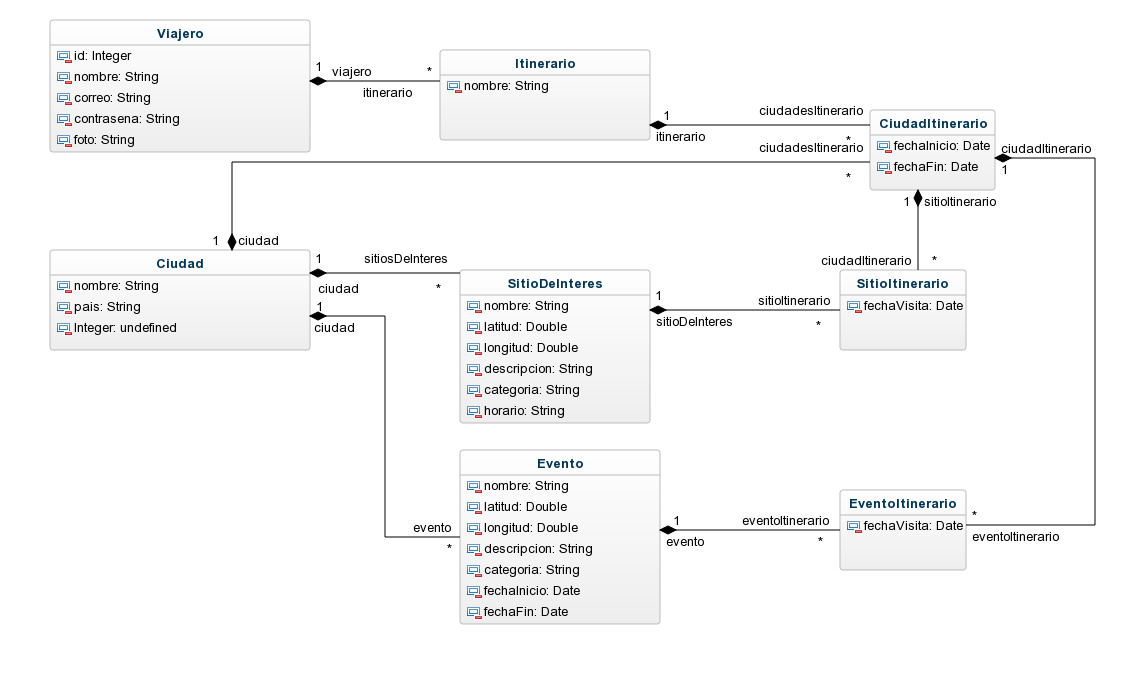 Viajero
id: Integer
nombre: String
correo: String
contrasena: String
foto: String
1
viajero
*
itinerario
Itinerario
nombre: String
1
itinerario
ciudadesItinerario
*
ciudadesItinerario
*
CiudadItinerario
fechaInicio: Date
fechaFin: Date
ciudadItinerario
1
1
sitioItinerario
ciudadItinerario
*
1
ciudad
Ciudad
nombre: String
pais: String
Integer: undefined
1
ciudad
sitiosDeInteres
*
1
ciudad
SitioDeInteres
nombre: String
latitud: Double
longitud: Double
descripcion: String
categoria: String
horario: String
1
sitioDeInteres
sitioItinerario
*
SitioItinerario
fechaVisita: Date
evento
*
Evento
nombre: String
latitud: Double
longitud: Double
descripcion: String
categoria: String
fechaInicio: Date
fechaFin: Date
1
evento
eventoItinerario
*
EventoItinerario
fechaVisita: Date
*
eventoItinerario